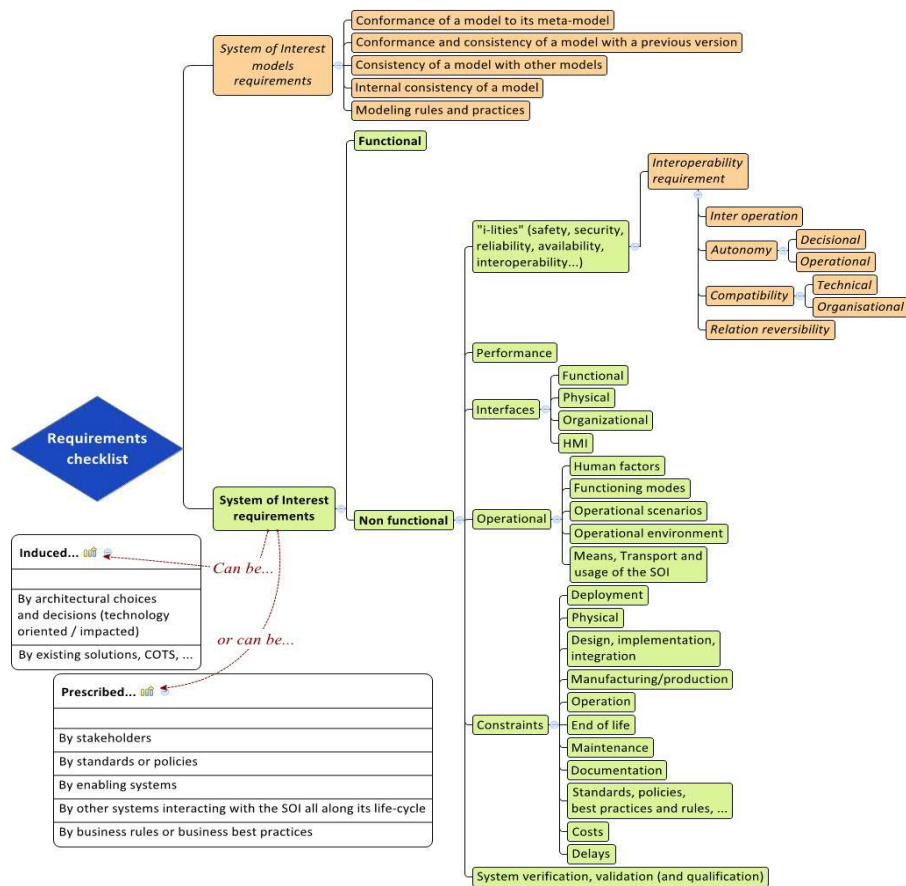 Conformance of a model to its meta-model
System of Interest
models
requirements
Conformance and consistency of a model with a previous version
Consistency of a model with other models
Internal consistency of a model
Modeling rules and practices
Functional
Interoperability
requirement
"i-lities" (safety, security,
reliability, availability,
interoperability...)
Inter operation
Autonomy
Decisional
Operational
Compatibility
Technical
Organisational
Relation reversibility
Performance
Interfaces
Functional
Physical
Organizational
HMI
Requirements
checklist
System of Interest
requirements
Non functional
Operational
Human factors
Functioning modes
Operational scenarios
Operational environment
Means, Transport and
usage of the SOI
Induced...
Can be...
By architectural choices
and decisions (technology
oriented / impacted)
By existing solutions, COTS, ...
or can be...
Prescribed...
By stakeholders
By standards or policies
By enabling systems
By other systems interacting with the SOI all along its life-cycle
By business rules or business best practices
Constraints
Deployment
Physical
Design, implementation,
integration
Manufacturing/production
Operation
End of life
Maintenance
Documentation
Standards, policies,
best practices and rules, ...
Costs
Delays
System verification, validation (and qualification)